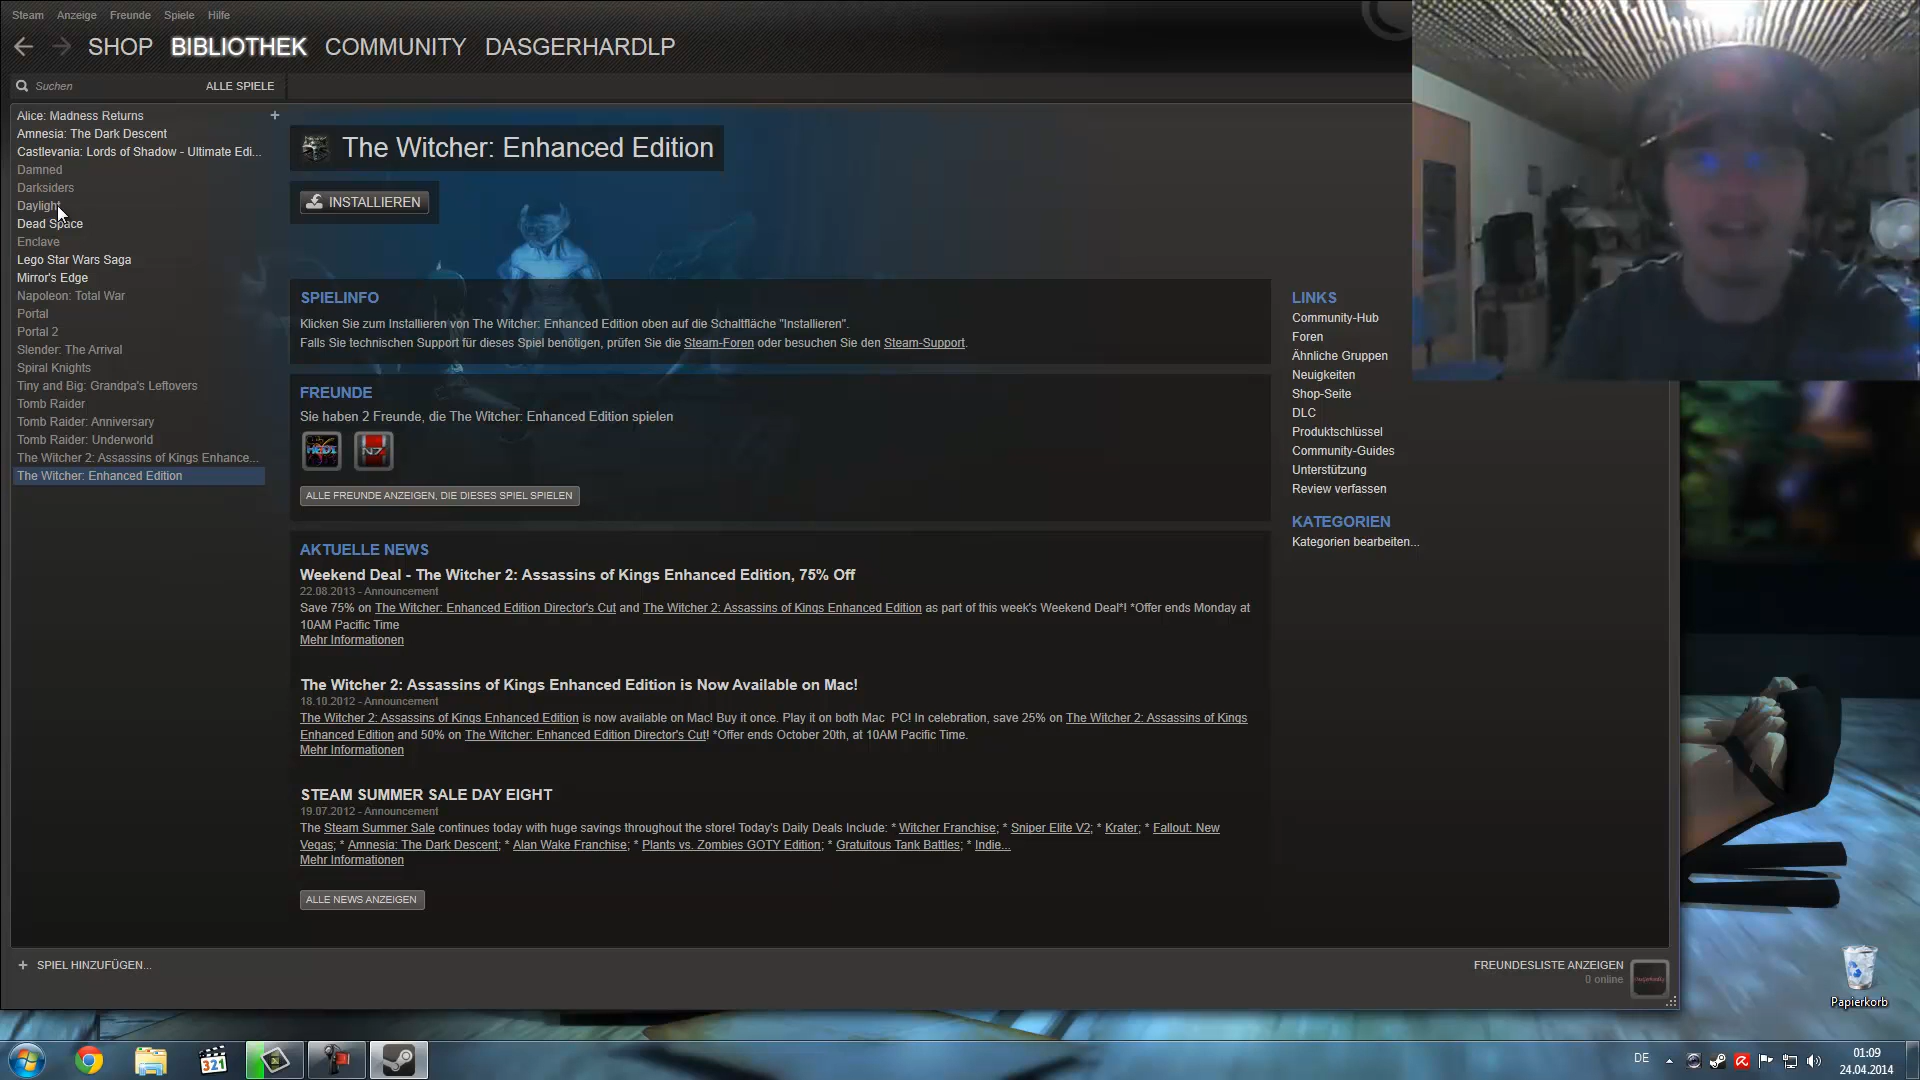 Steam Anzeige Freunde Spiele Hilfe
SHOP BIBLIOTHEK COMMUNITY DASGERHARDLP
Suchen ALLE SPIELE
Alice: Madness Returns
Amnesia: The Dark Descent
Castlevania: Lords of Shadow - Ultimate Edi...
Damned
Darksiders
Daylight
Dead Space
Enclave
Lego Star Wars Saga
Mirror's Edge
Napoleon: Total War
Portal
Portal 2
Slender: The Arrival
Spiral Knights
Tiny and Big: Grandpa's Leftovers
Tomb Raider
Tomb Raider: Anniversary
Tomb Raider: Underworld
The Witcher 2: Assassins of Kings Enhance...
The Witcher: Enhanced Edition
+ SPIEL HINZUFÜGEN...
The Witcher: Enhanced Edition
INSTALLIEREN
SPIELINFO
Klicken Sie zum Installieren von The Witcher: Enhanced Edition oben auf die Schaltfläche "Installieren".
Falls Sie technischen Support für dieses Spiel benötigen, prüfen Sie die Steam-Foren oder besuchen Sie den Steam-Support.
FREUNDE
Sie haben 2 Freunde, die The Witcher: Enhanced Edition spielen
N7
ALLE FREUNDE ANZEIGEN, DIE DIESES SPIEL SPIELEN
AKTUELLE NEWS
Weekend Deal - The Witcher 2: Assassins of Kings Enhanced Edition, 75% Off
22.08.2013 - Announcement
Save 75% on The Witcher: Enhanced Edition Director's Cut and The Witcher 2: Assassins of Kings Enhanced Edition as part of this week's Weekend Deal*! *Offer ends Monday at
10AM Pacific Time
Mehr Informationen
The Witcher 2: Assassins of Kings Enhanced Edition is Now Available on Mac!
18.10.2012 - Announcement
The Witcher 2: Assassins of Kings Enhanced Edition is now available on Mac! Buy it once. Play it on both Mac PC! In celebration, save 25% on The Witcher 2: Assassins of Kings
Enhanced Edition and 50% on The Witcher: Enhanced Edition Director's Cut! *Offer ends October 20th, at 10AM Pacific Time.
Mehr Informationen
STEAM SUMMER SALE DAY EIGHT
19.07.2012 - Announcement
The Steam Summer Sale continues today with huge savings throughout the store! Today's Daily Deals Include: * Witcher Franchise; * Sniper Elite V2; * Krater; * Fallout: New
Vegas; * Amnesia: The Dark Descent; * Alan Wake Franchise; * Plants vs. Zombies GOTY Edition; * Gratuitous Tank Battles; * Indie...
Mehr Informationen
ALLE NEWS ANZEIGEN
LINKS
Community-Hub
Foren
Ähnliche Gruppen
Neuigkeiten
Shop-Seite
DLC
Produktschlüssel
Community-Guides
Unterstützung
Review verfassen
KATEGORIEN
Kategorien bearbeiten...
FREUNDESLISTE ANZEIGEN
0 online
Papierkorb
321
DE
01:09
24.04.2014